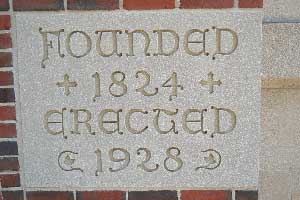 FOUNDED
+ 1824 +
ERECTED
1928